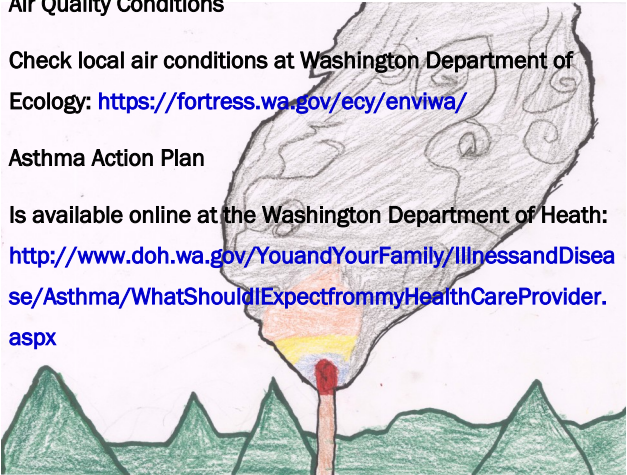 Air Quality Conditions
Check local air conditions at Washington Department of
Ecology: https://fortress.wa.gov/ecy/enviwa/
Asthma Action Plan
Is available online at the Washington Department of Heath:
http://www.doh.wa.gov/YouandYourFamily/IllnessandDisea
se/Asthma/WhatShouldIExpectfrommyHealthCareProvider.
aspx